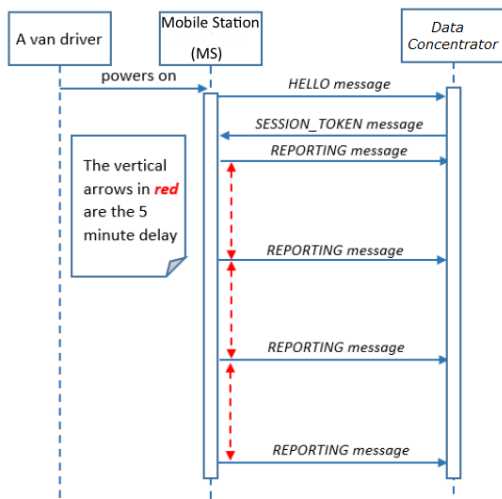 A van driver
Mobile Station
(MS)
Data
Concentrator
powers on
HELLO message
SESSION_TOKEN message
REPORTING message
The vertical
arrows in red
are the 5
minute delay
REPORTING message
REPORTING message
REPORTING message